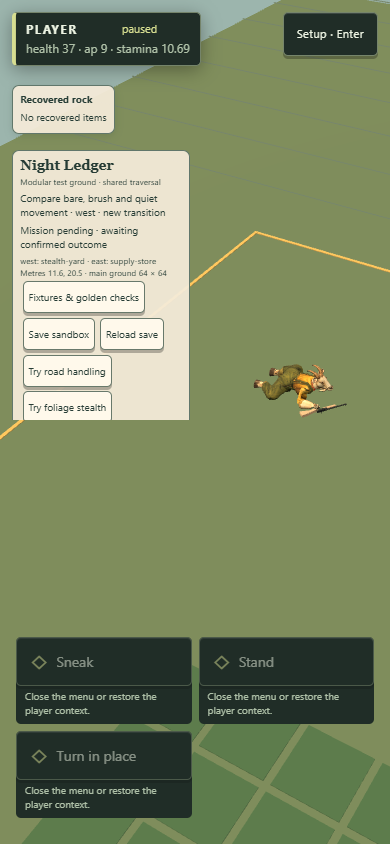 PLAYER paused
health 37 · ap 9 · stamina 10.69
Setup · Enter
Recovered rock
No recovered items
Night Ledger
Modular test ground · shared traversal
Compare bare, brush and quiet
movement · west · new transition
Mission pending · awaiting
confirmed outcome
west: stealth-yard · east: supply-store
Metres 11.6, 20.5 · main ground 64 × 64
Fixtures & golden checks
Save sandbox
Reload save
Try road handling
Try foliage stealth
Sneak
Close the menu or restore the
player context.
Stand
Close the menu or restore the
player context.
Turn in place
Close the menu or restore the
player context.